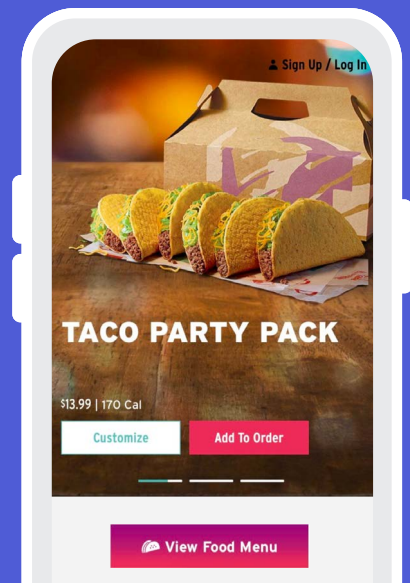 Sign Up / Log In
TACO PARTY PACK
$13.99 | 170 Cal
Customize
Add To Order
View Food Menu